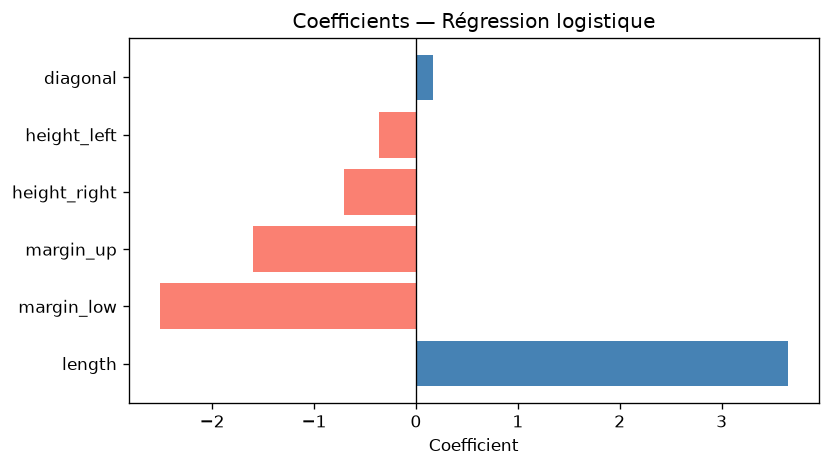 Coefficients — Régression logistique
diagonal
height_left
height_right
margin_up
margin_low
length
−2 −1 0 1 2 3
Coefficient